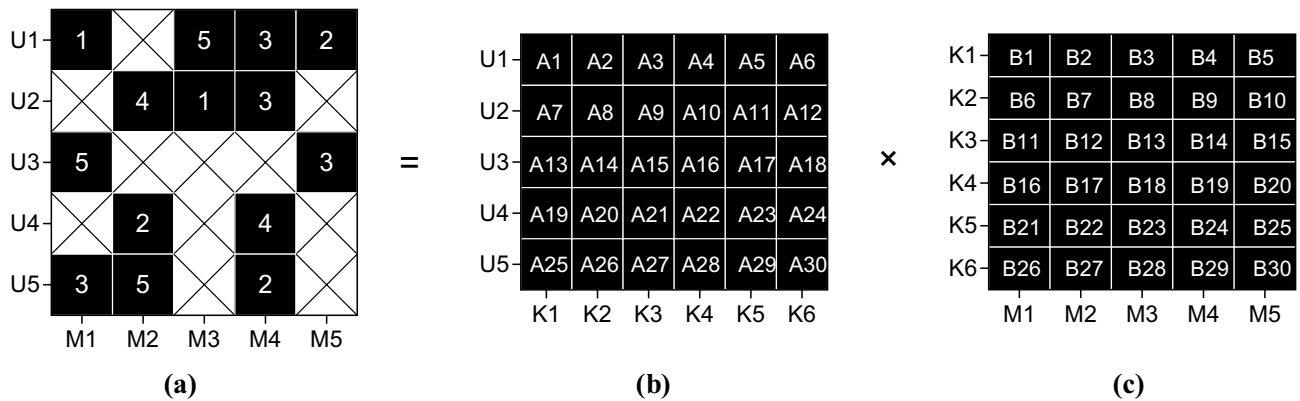 U1 1 5 3 2
U2 4 1 3
U3 5 3
U4 2 4
U5 3 5 2
M1 M2 M3 M4 M5
(a)
=
U1 A1 A2 A3 A4 A5 A6
U2 A7 A8 A9 A10 A11 A12
U3 A13 A14 A15 A16 A17 A18
U4 A19 A20 A21 A22 A23 A24
U5 A25 A26 A27 A28 A29 A30
K1 K2 K3 K4 K5 K6
(b)
×
K1 B1 B2 B3 B4 B5
K2 B6 B7 B8 B9 B10
K3 B11 B12 B13 B14 B15
K4 B16 B17 B18 B19 B20
K5 B21 B22 B23 B24 B25
K6 B26 B27 B28 B29 B30
M1 M2 M3 M4 M5
(c)